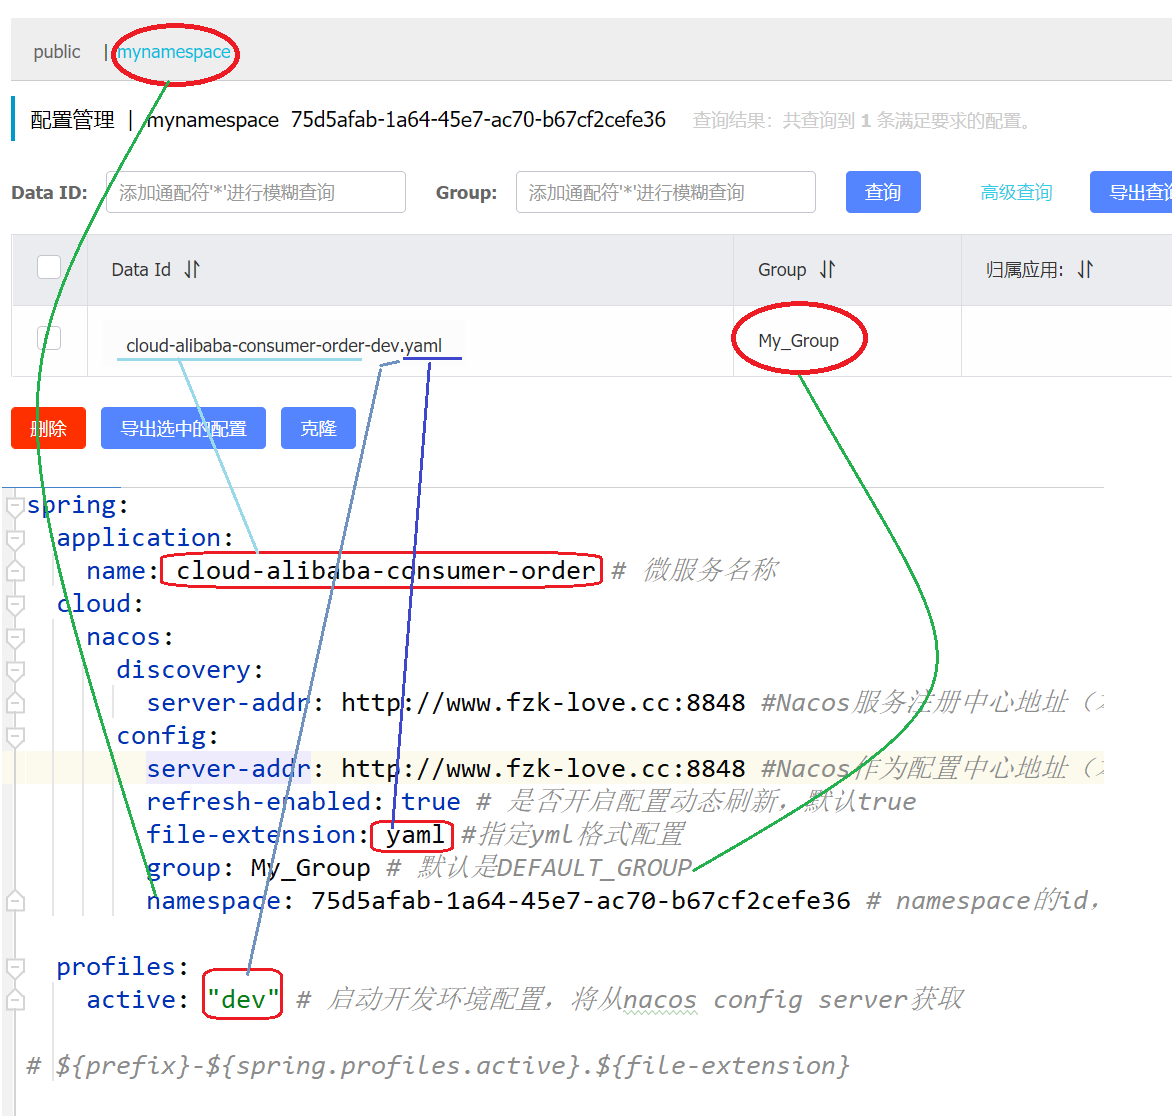 public | mynamespace
配置管理 | mynamespace 75d5afab-1a64-45e7-ac70-b67cf2cefe36 查询结果：共查询到 1 条满足要求的配置。
Data ID: 添加通配符'*'进行模糊查询 Group: 添加通配符'*'进行模糊查询 查询 高级查询 导出查询
Data Id Group 归属应用:
cloud-alibaba-consumer-order-dev.yaml My_Group
删除 导出选中的配置 克隆
spring:
application:
name: cloud-alibaba-consumer-order # 微服务名称
cloud:
nacos:
discovery:
server-addr: http://www.fzk-love.cc:8848 #Nacos服务注册中心地址（
config:
server-addr: http://www.fzk-love.cc:8848 #Nacos作为配置中心地址（
refresh-enabled: true # 是否开启配置动态刷新，默认true
file-extension: yaml #指定yml格式配置
group: My_Group # 默认是DEFAULT_GROUP
namespace: 75d5afab-1a64-45e7-ac70-b67cf2cefe36 # namespace的id，
profiles:
active: "dev" # 启动开发环境配置，将从nacos config server获取
# ${prefix}-${spring.profiles.active}.${file-extension}